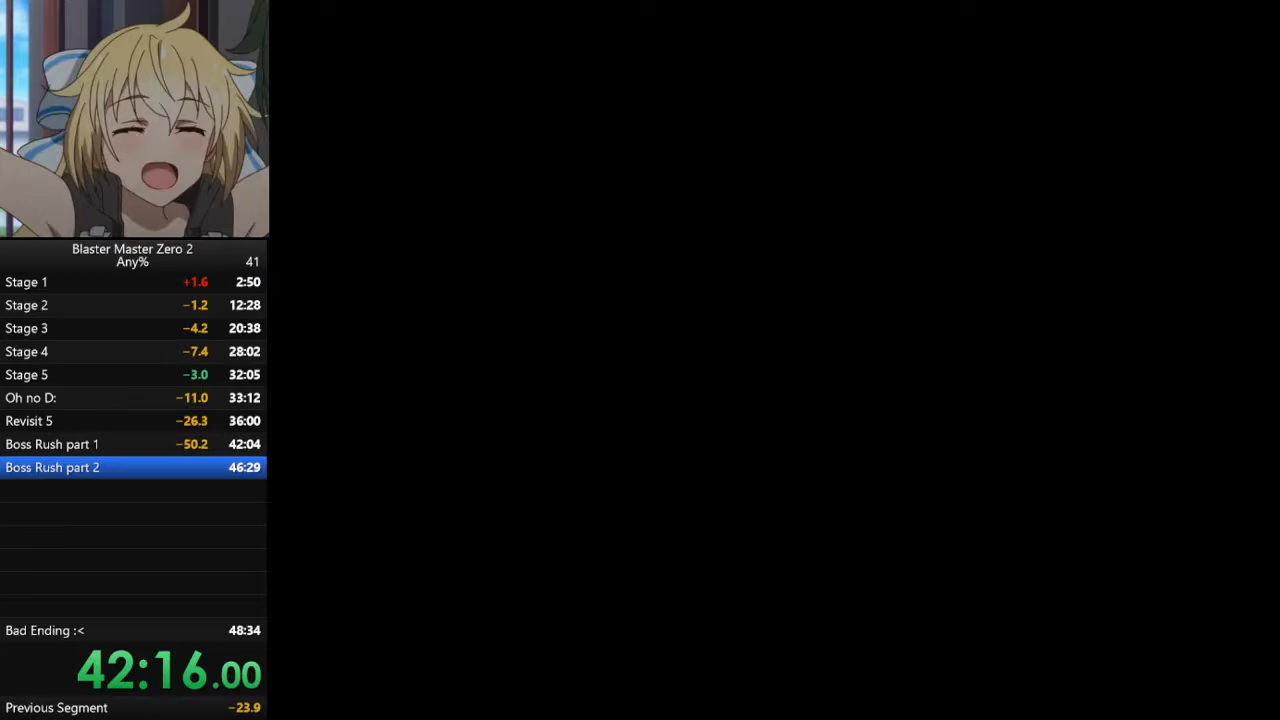 Blaster Master Zero 2
Any% 41
Stage 1 +1.6 2:50
Stage 2 −1.2 12:28
Stage 3 −4.2 20:38
Stage 4 −7.4 28:02
Stage 5 −3.0 32:05
Oh no D: −11.0 33:12
Revisit 5 −26.3 36:00
Boss Rush part 1 −50.2 42:04
Boss Rush part 2 46:29
Bad Ending :< 48:34
42:16.00
Previous Segment −23.9